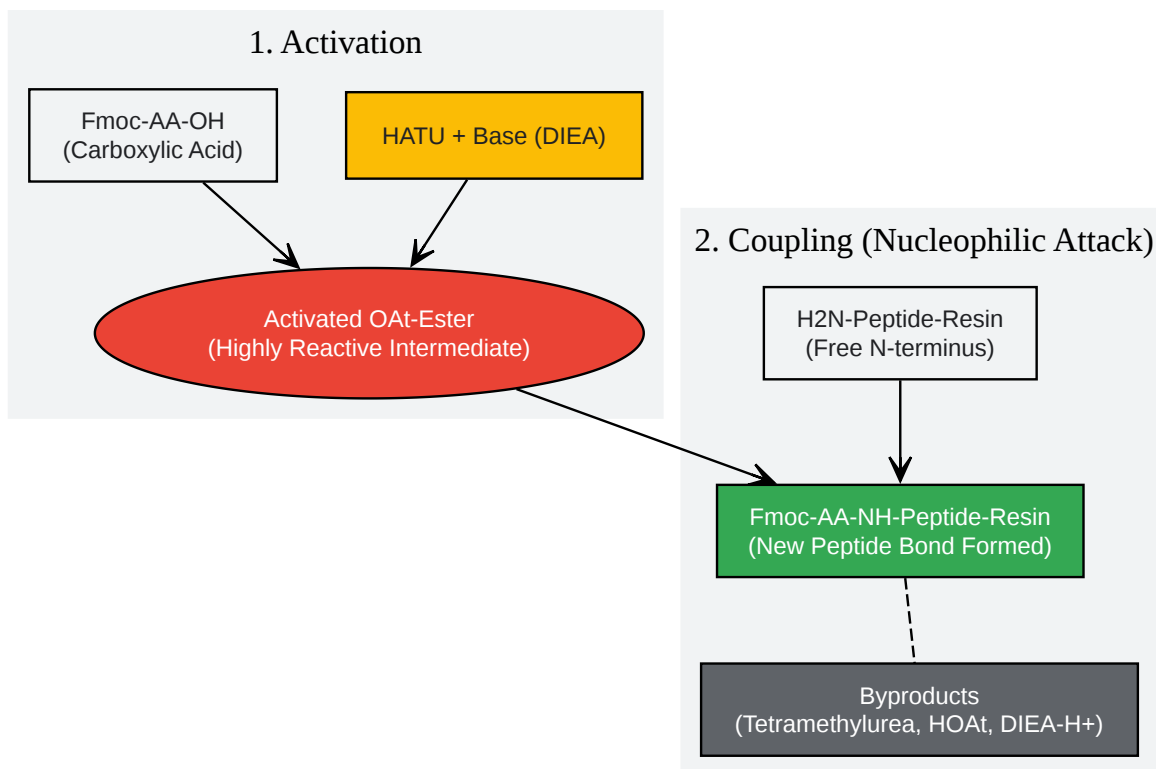 1. Activation
Fmoc-AA-OH
(Carboxylic Acid)
HATU + Base (DIEA)
Activated OAt-Ester
(Highly Reactive Intermediate)
2. Coupling (Nucleophilic Attack)
H2N-Peptide-Resin
(Free N-terminus)
Fmoc-AA-NH-Peptide-Resin
(New Peptide Bond Formed)
Byproducts
(Tetramethylurea, HOAt, DIEA-H+)